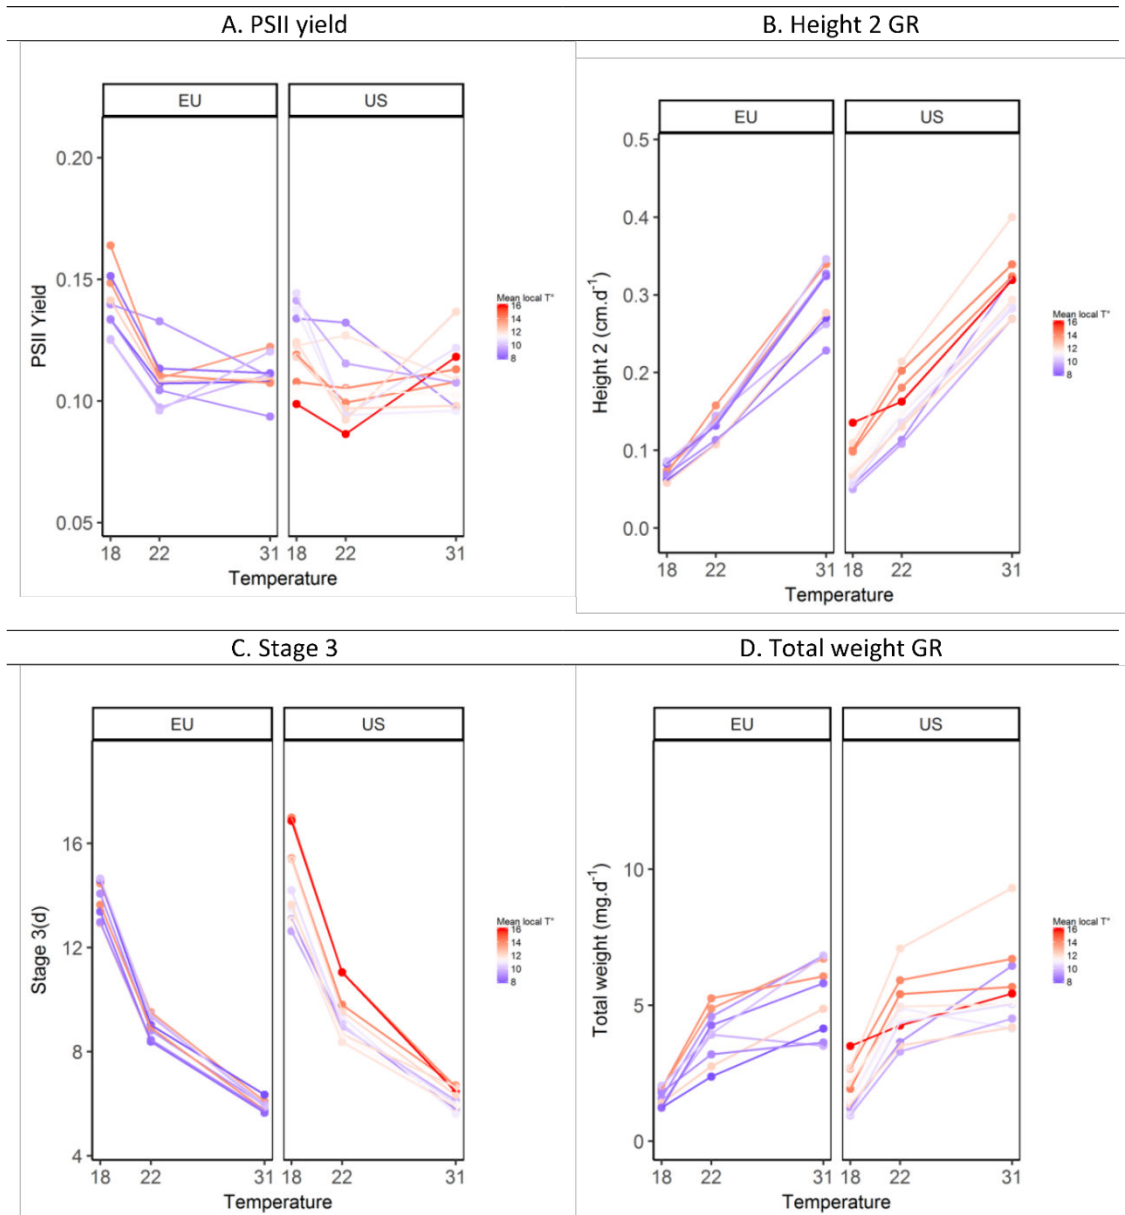 A. PSII yield
B. Height 2 GR
EU
US
0.20
0.15
0.10
0.05
PSII Yield
18
22
31
18
22
31
Temperature
Mean local T°
16
14
12
10
8
EU
US
0.5
0.4
0.3
0.2
0.1
0.0
Height 2 (cm.d⁻¹)
18
22
31
18
22
31
Temperature
Mean local T°
16
14
12
10
8
C. Stage 3
D. Total weight GR
EU
US
16
12
8
4
Stage 3(d)
18
22
31
18
22
31
Temperature
Mean local T°
16
14
12
10
8
EU
US
10
5
0
Total weight (mg.d⁻¹)
18
22
31
18
22
31
Temperature
Mean local T°
16
14
12
10
8